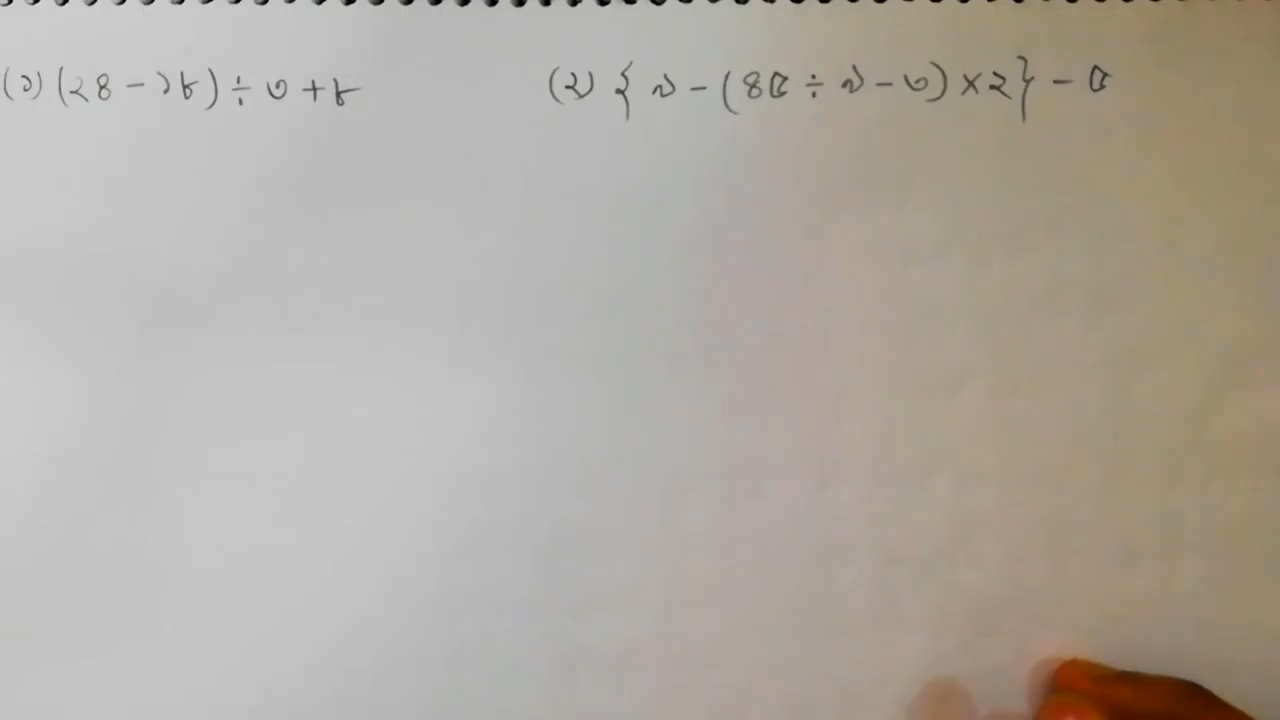 (১) (২৪ - ১৮) ÷ ৩ + ৮
(২) { ৯ - (৪৫ ÷ ৯ - ৩) × ২} - ৫